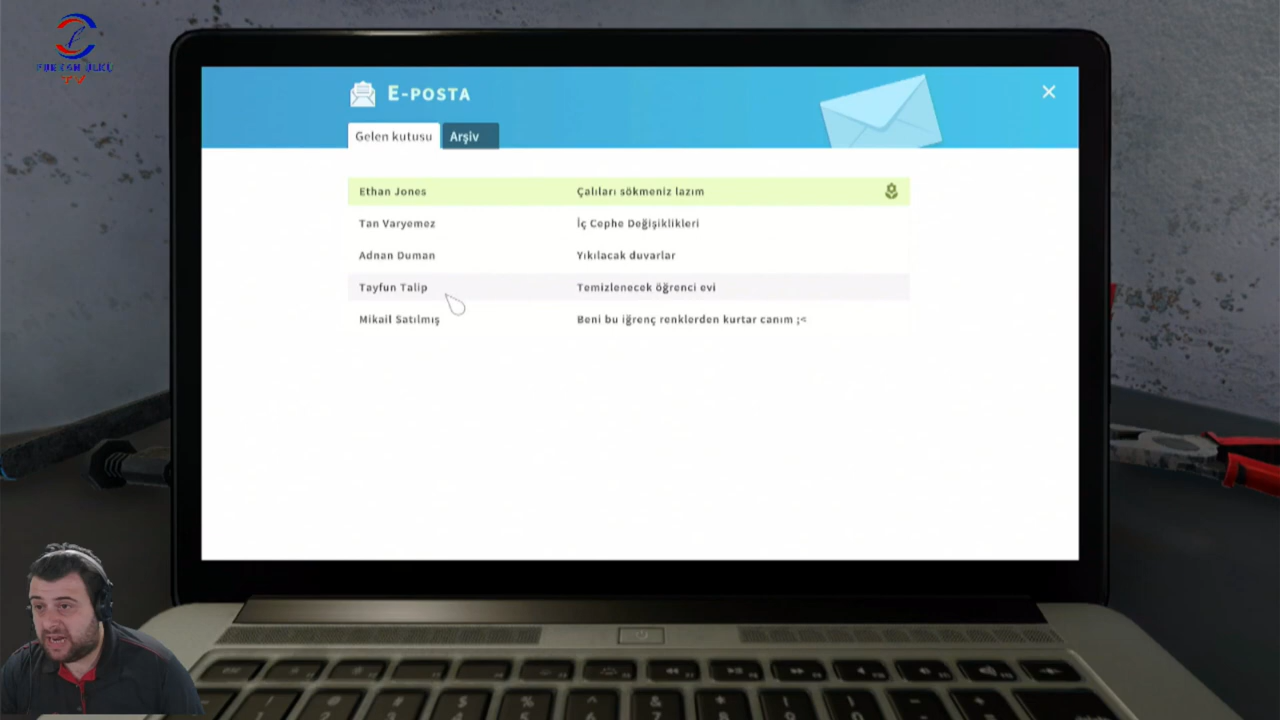 E-POSTA
Gelen kutusu Arşiv
Ethan Jones Çalıları sökmeniz lazım
Tan Varyemez İç Cephe Değişiklikleri
Adnan Duman Yıkılacak duvarlar
Tayfun Talip Temizlenecek öğrenci evi
Mikail Satılmış Beni bu iğrenç renklerden kurtar canım ;<